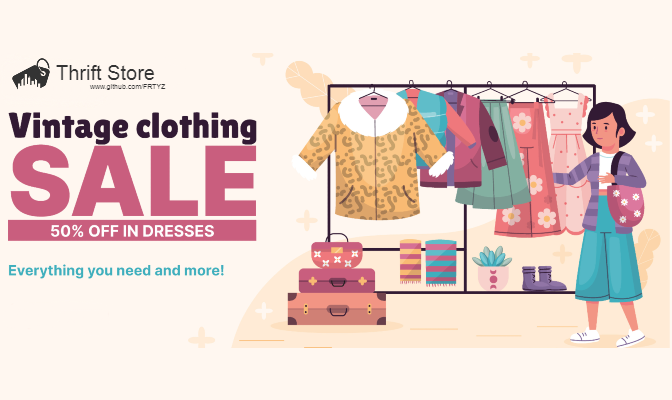 Thrift Store
www.github.com/FRTYZ
Vintage clothing
SALE
50% OFF IN DRESSES
Everything you need and more!